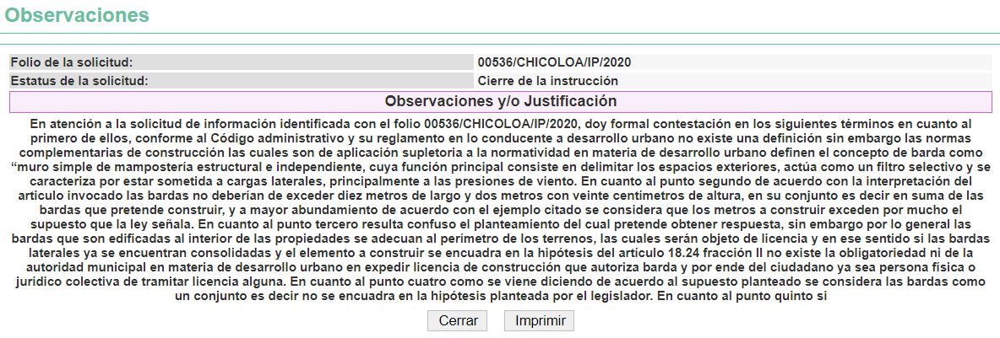 Observaciones
Folio de la solicitud: 00536/CHICOLOA/IP/2020
Estatus de la solicitud: Cierre de la instrucción
Observaciones y/o Justificación
En atención a la solicitud de información identificada con el folio 00536/CHICOLOA/IP/2020, doy formal contestación en los siguientes términos en cuanto al
primero de ellos, conforme al Código administrativo y su reglamento en lo conducente a desarrollo urbano no existe una definición sin embargo las normas
complementarias de construcción las cuales son de aplicación supletoria a la normatividad en materia de desarrollo urbano definen el concepto de barda como
“muro simple de mampostería estructural e independiente, cuya función principal consiste en delimitar los espacios exteriores, actúa como un filtro selectivo y se
caracteriza por estar sometida a cargas laterales, principalmente a las presiones de viento. En cuanto al punto segundo de acuerdo con la interpretación del
articulo invocado las bardas no deberían de exceder diez metros de largo y dos metros con veinte centímetros de altura, en su conjunto es decir en suma de las
bardas que pretende construir, y a mayor abundamiento de acuerdo con el ejemplo citado se considera que los metros a construir exceden por mucho el
supuesto que la ley señala. En cuanto al punto tercero resulta confuso el planteamiento del cual pretende obtener respuesta, sin embargo por lo general las
bardas que son edificadas al interior de las propiedades se adecuan al perímetro de los terrenos, las cuales serán objeto de licencia y en ese sentido si las bardas
laterales ya se encuentran consolidadas y el elemento a construir se encuadra en la hipótesis del artículo 18.24 fracción II no existe la obligatoriedad ni de la
autoridad municipal en materia de desarrollo urbano en expedir licencia de construcción que autoriza barda y por ende del ciudadano ya sea persona física o
jurídico colectiva de tramitar licencia alguna. En cuanto al punto cuatro como se viene diciendo de acuerdo al supuesto planteado se considera las bardas como
un conjunto es decir no se encuadra en la hipótesis planteada por el legislador. En cuanto al punto quinto si
Cerrar Imprimir